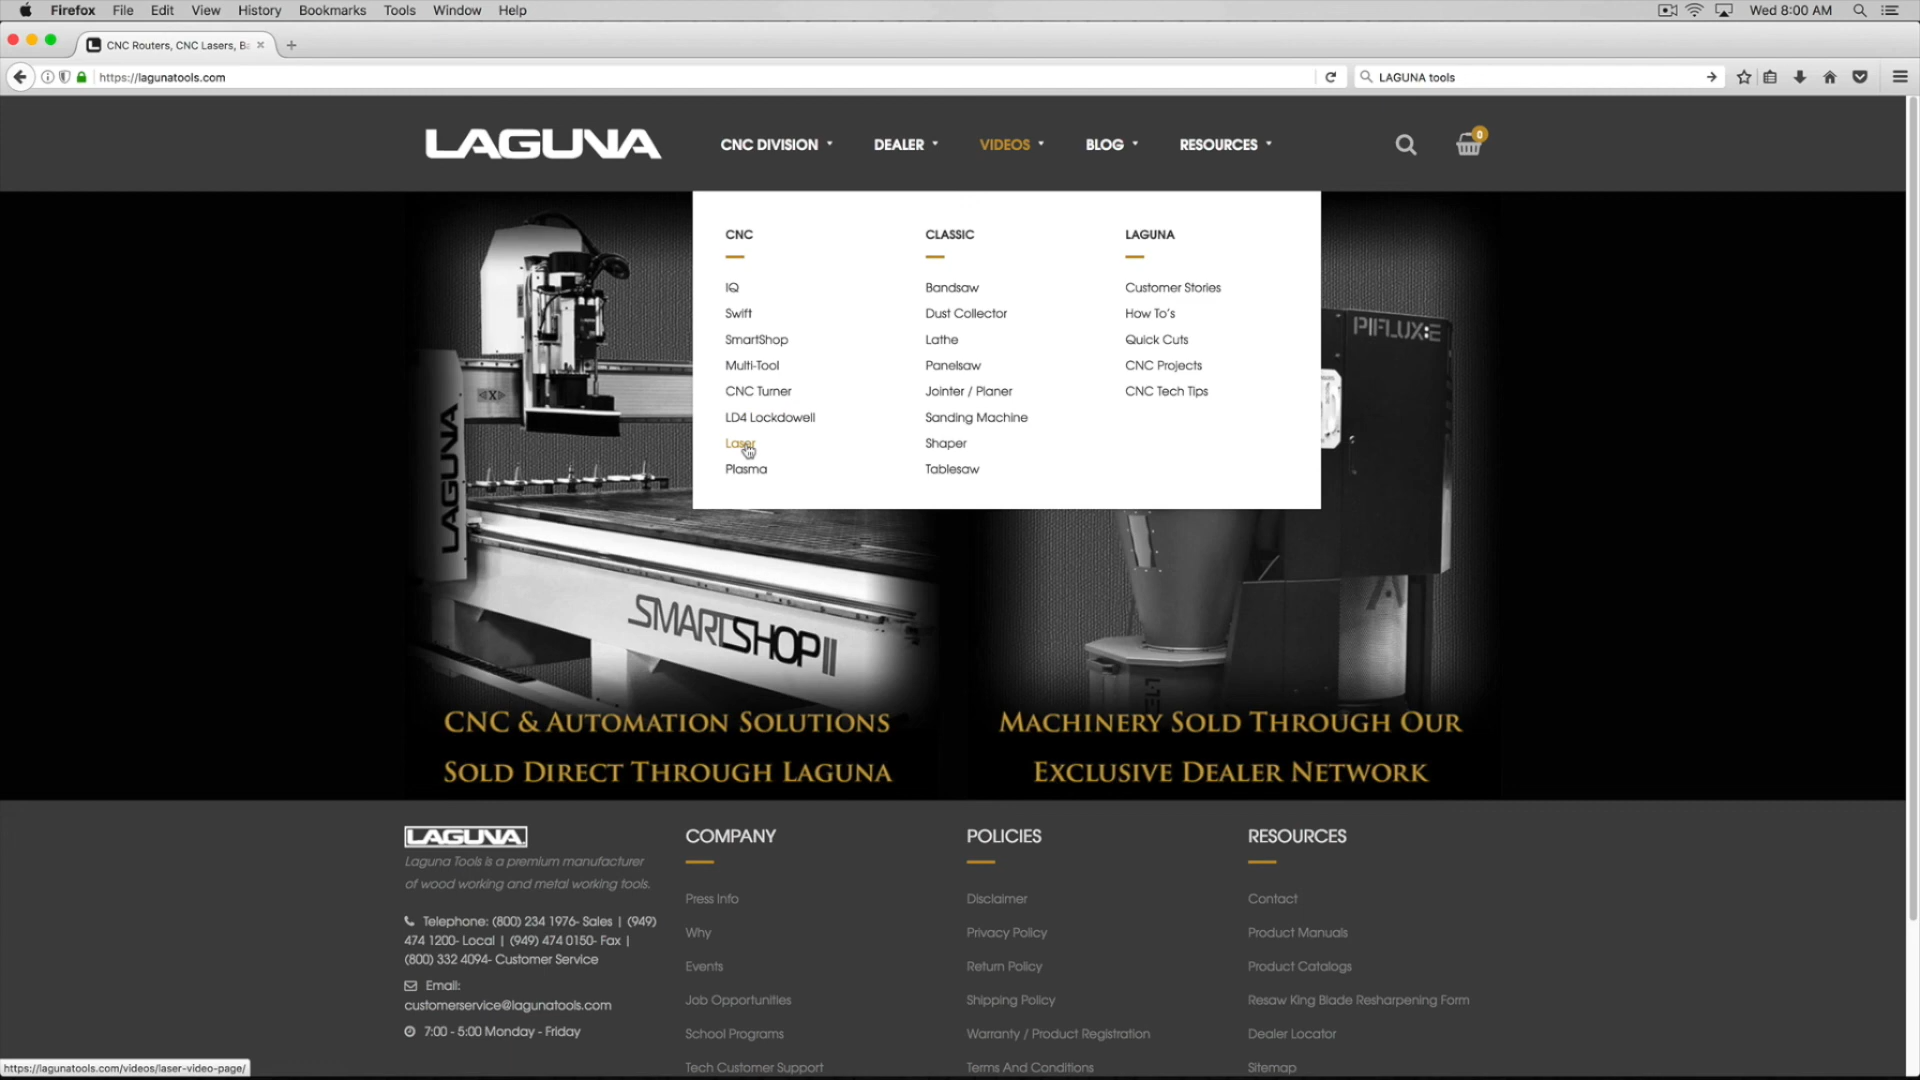 Firefox File Edit View History Bookmarks Tools Window Help Wed 8:00 AM
CNC Routers, CNC Lasers, Ba
https://lagunatools.com LAGUNA tools
LAGUNA CNC DIVISION DEALER VIDEOS BLOG RESOURCES 0
CNC CLASSIC LAGUNA
IQ Bandsaw Customer Stories
Swift Dust Collector How To's
SmartShop Lathe Quick Cuts
Multi-Tool Panelsaw CNC Projects
CNC Turner Jointer / Planer CNC Tech Tips
LD4 Lockdowell Sanding Machine
Laser Shaper
Plasma Tablesaw
PIFLUX:E
LAGUNA
<X>
LAGUNA
SMARTSHOP II
CNC & Automation Solutions
Sold Direct Through Laguna
Machinery Sold Through Our
Exclusive Dealer Network
LAGUNA
Laguna Tools is a premium manufacturer
of wood working and metal working tools.
Telephone: (800) 234 1976- Sales | (949)
474 1200- Local | (949) 474 0150- Fax |
(800) 332 4094- Customer Service
Email:
customerservice@lagunatools.com
7:00 - 5:00 Monday - Friday
COMPANY
Press Info
Why
Events
Job Opportunities
School Programs
Tech Customer Support
POLICIES
Disclaimer
Privacy Policy
Return Policy
Shipping Policy
Warranty / Product Registration
Terms And Conditions
RESOURCES
Contact
Product Manuals
Product Catalogs
Resaw King Blade Resharpening Form
Dealer Locator
Sitemap
https://lagunatools.com/videos/laser-video-page/